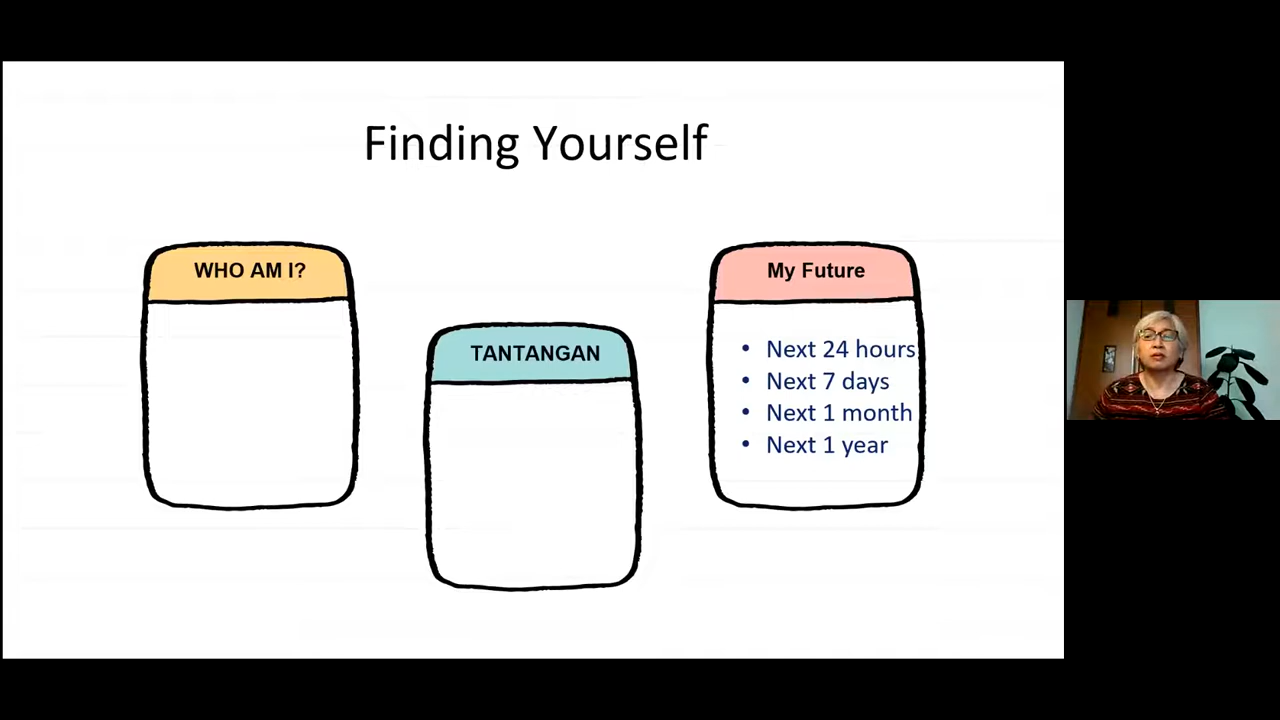 Finding Yourself
WHO AM I?
TANTANGAN
My Future
• Next 24 hours
• Next 7 days
• Next 1 month
• Next 1 year